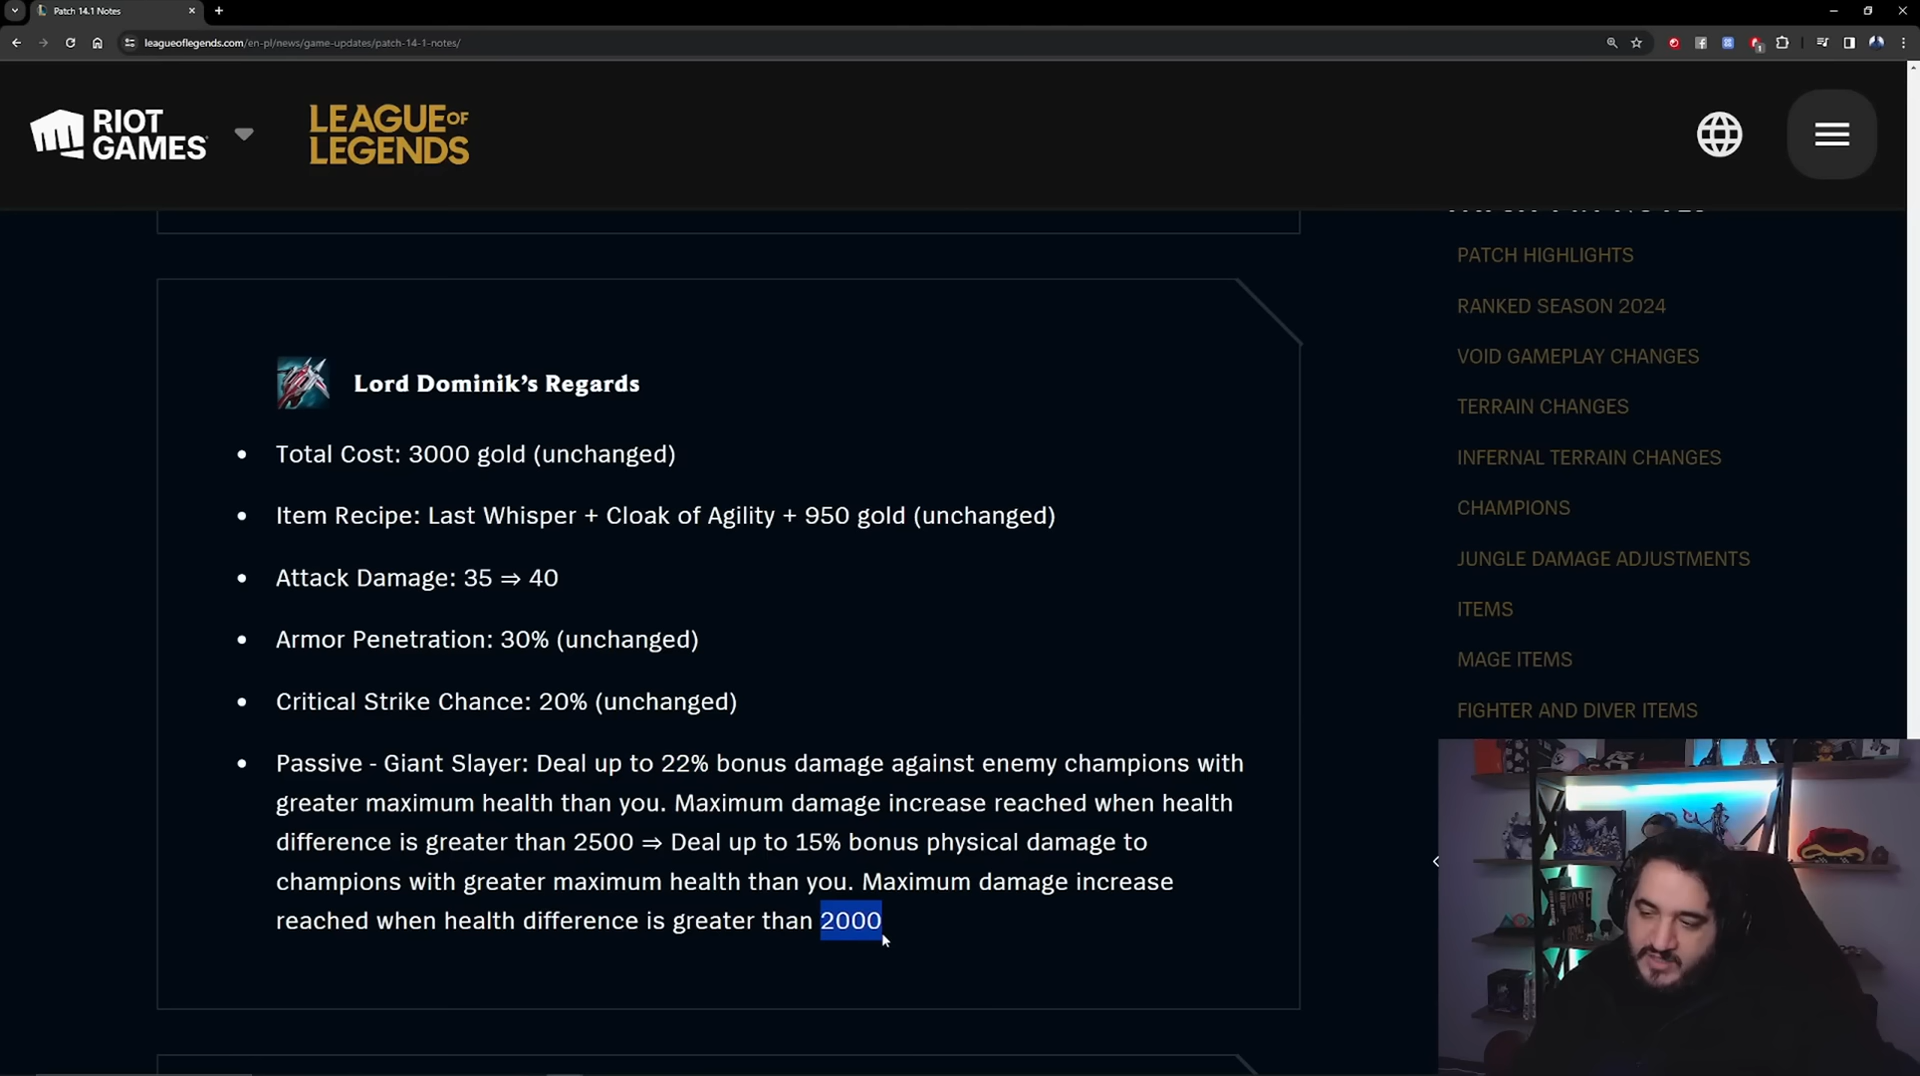 Patch 14.1 Notes
leagueoflegends.com/en-pl/news/game-updates/patch-14-1-notes/
RIOT
GAMES
LEAGUE OF
LEGENDS
PATCH HIGHLIGHTS
RANKED SEASON 2024
VOID GAMEPLAY CHANGES
TERRAIN CHANGES
INFERNAL TERRAIN CHANGES
CHAMPIONS
JUNGLE DAMAGE ADJUSTMENTS
ITEMS
MAGE ITEMS
FIGHTER AND DIVER ITEMS
Lord Dominik's Regards
• Total Cost: 3000 gold (unchanged)
• Item Recipe: Last Whisper + Cloak of Agility + 950 gold (unchanged)
• Attack Damage: 35 ⇒ 40
• Armor Penetration: 30% (unchanged)
• Critical Strike Chance: 20% (unchanged)
• Passive - Giant Slayer: Deal up to 22% bonus damage against enemy champions with
greater maximum health than you. Maximum damage increase reached when health
difference is greater than 2500 ⇒ Deal up to 15% bonus physical damage to
champions with greater maximum health than you. Maximum damage increase
reached when health difference is greater than 2000